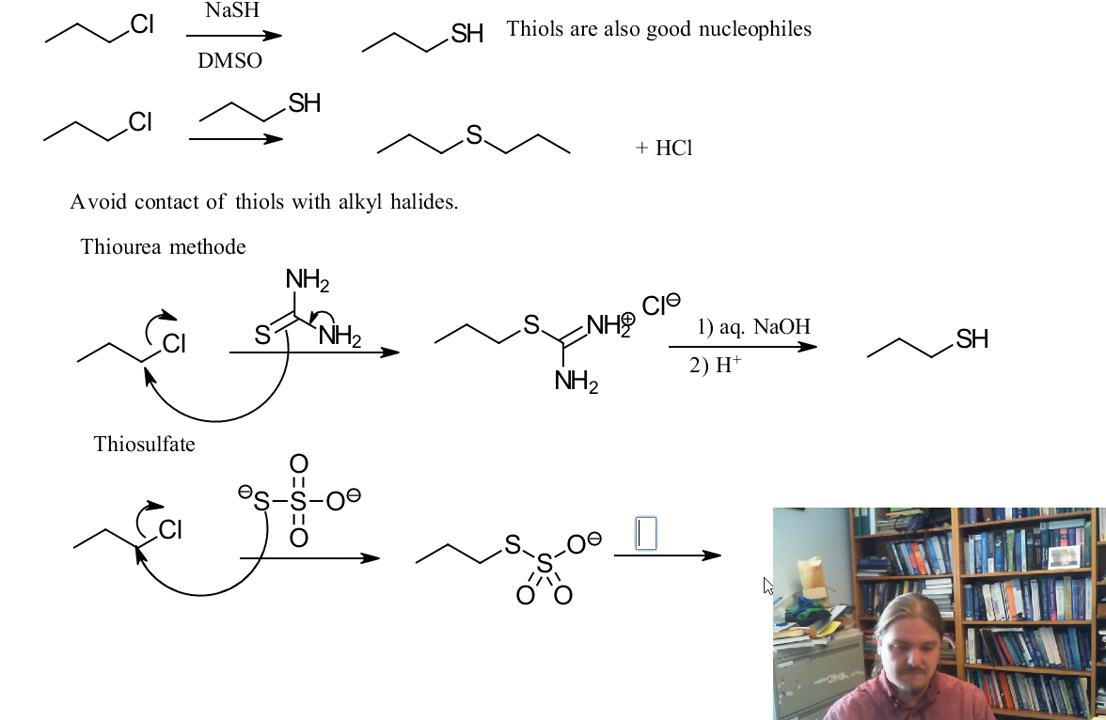 Cl NaSH SH Thiols are also good nucleophiles
DMSO
Cl SH S + HCl
Avoid contact of thiols with alkyl halides.
Thiourea methode
NH₂
Cl S NH₂ S NH₂⊕ Cl⊖ 1) aq. NaOH SH
NH₂ 2) H⁺
Thiosulfate
O
Cl ⊖S–S–O⊖ S O⊖
O S
O O